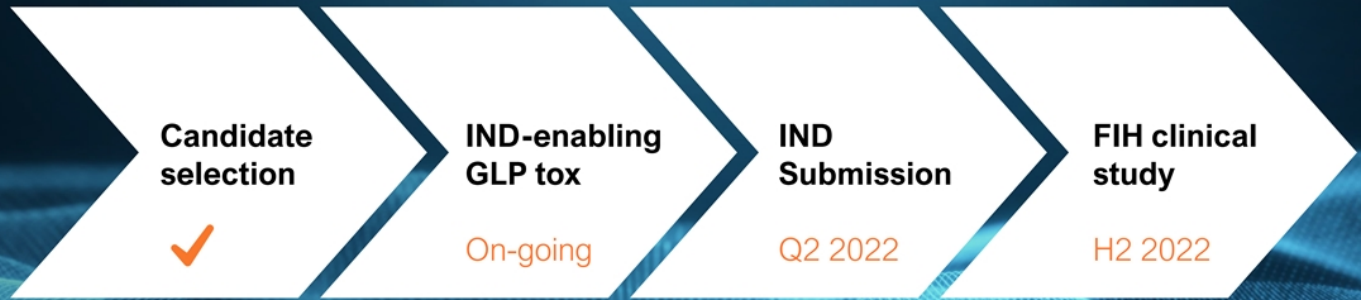 Candidate
selection
IND-enabling
GLP tox
On-going
IND
Submission
Q2 2022
FIH clinical
study
H2 2022